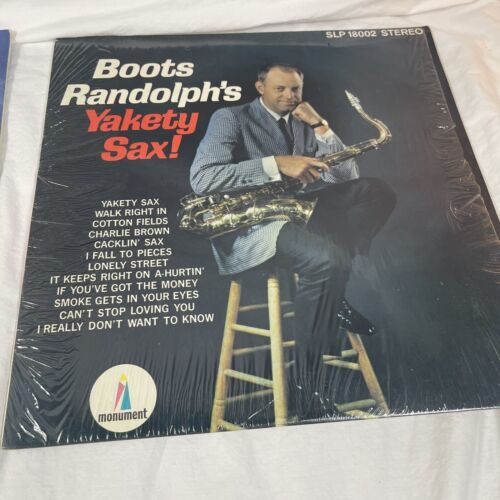 SLP 18002 STEREO
Boots
Randolph's
Yakety
Sax!
YAKETY SAX
WALK RIGHT IN
COTTON FIELDS
CHARLIE BROWN
CACKLIN' SAX
I FALL TO PIECES
LONELY STREET
IT KEEPS RIGHT ON A-HURTIN'
IF YOU'VE GOT THE MONEY
SMOKE GETS IN YOUR EYES
CAN'T STOP LOVING YOU
I REALLY DON'T WANT TO KNOW
monument